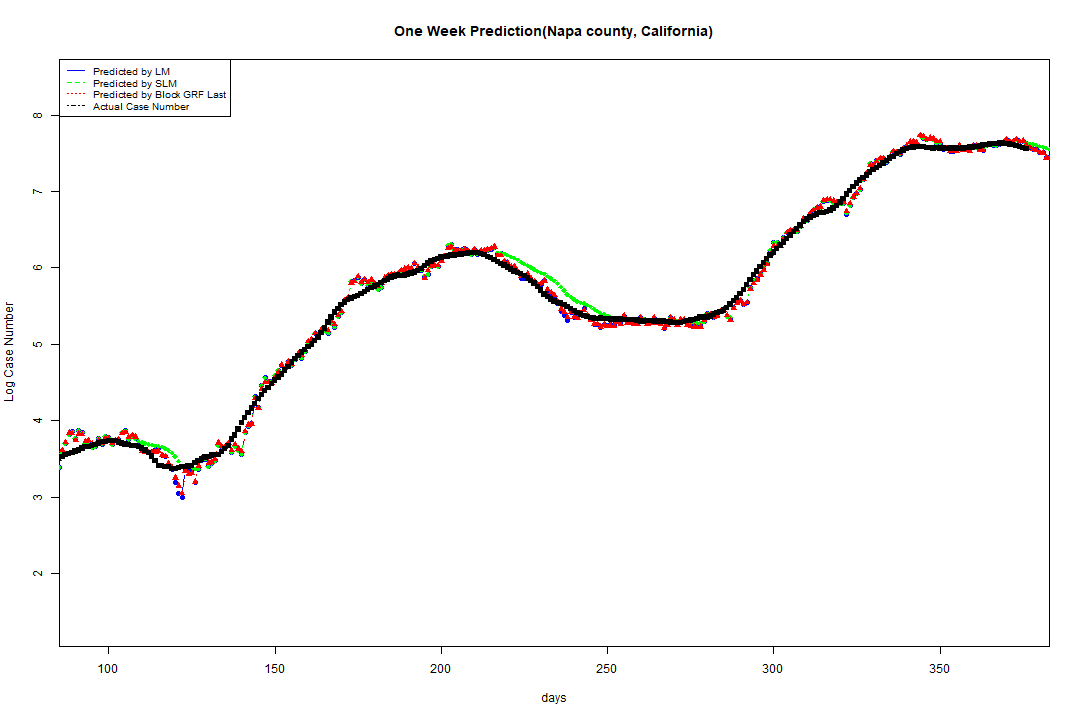 One Week Prediction(Napa county, California)
Predicted by LM
Predicted by SLM
Predicted by Block GRF Last
Actual Case Number
8
7
6
5
4
3
2
Log Case Number
100 150 200 250 300 350
days